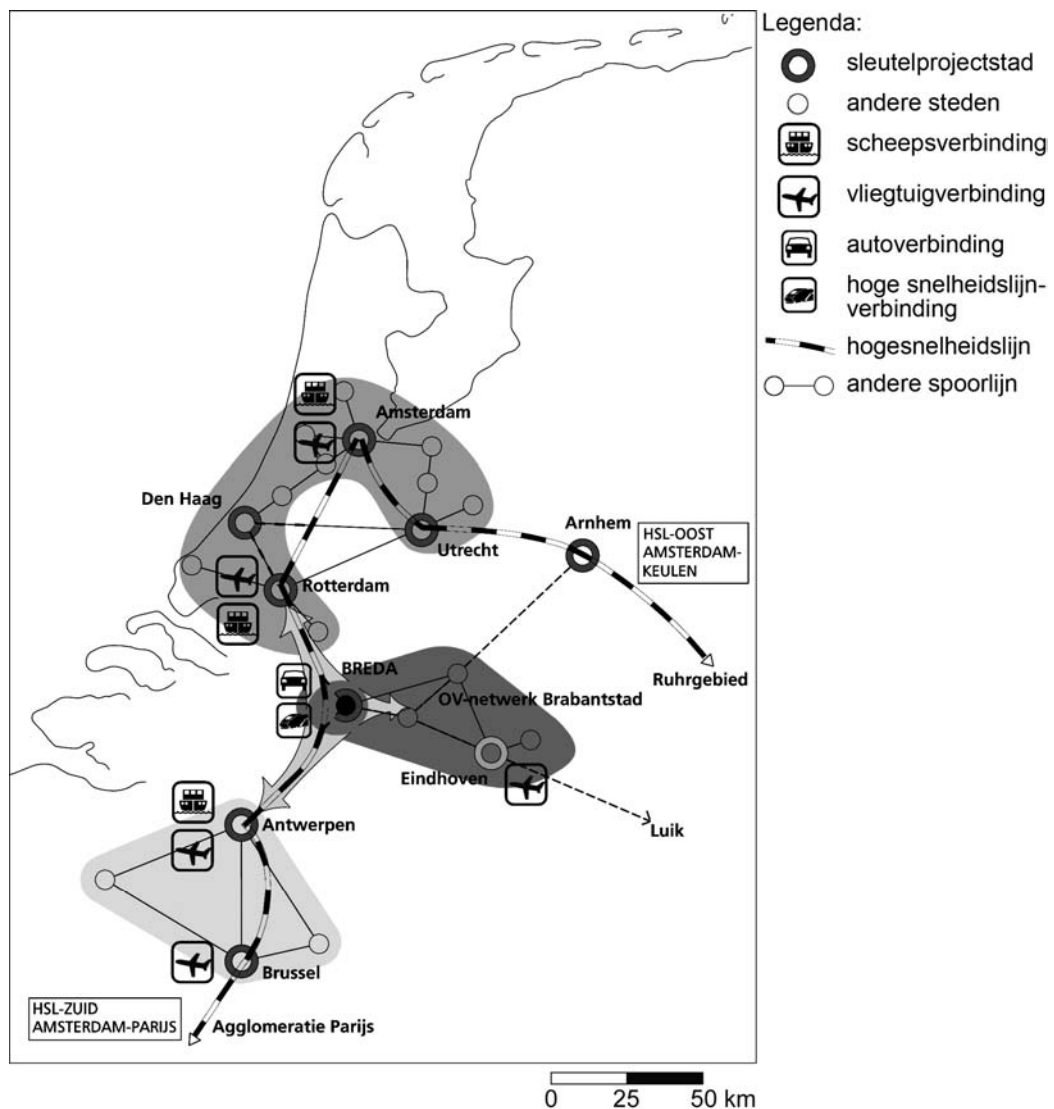 Legenda:
sleutelprojectstad
andere steden
scheepsverbinding
vliegtuigverbinding
autoverbinding
hoge snelheidslijn-
verbinding
hogesnelheidslijn
andere spoorlijn
Amsterdam
Den Haag
Utrecht
Arnhem
HSL-OOST
AMSTERDAM-
KEULEN
Rotterdam
BREDA
Ruhrgebied
OV-netwerk Brabantstad
Eindhoven
Luik
Antwerpen
Brussel
HSL-ZUID
AMSTERDAM-PARIJS
Agglomeratie Parijs
0 25 50 km